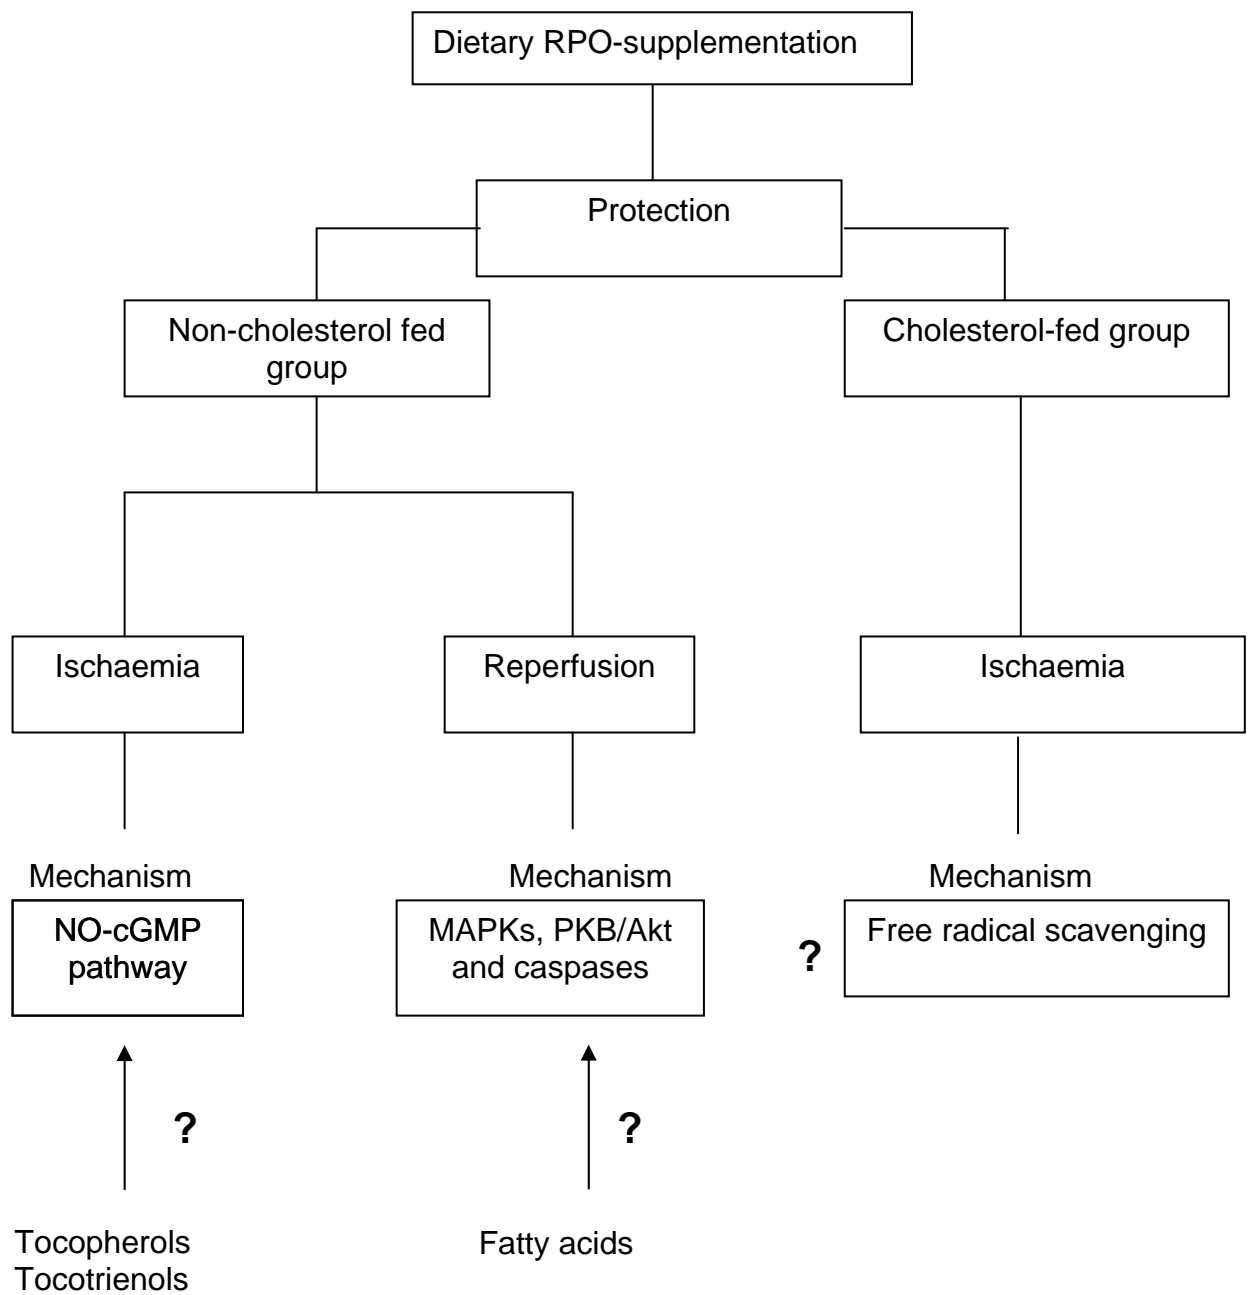 Dietary RPO-supplementation
Protection
Non-cholesterol fed
group
Cholesterol-fed group
Ischaemia
Reperfusion
Ischaemia
Mechanism
NO-cGMP
pathway
Mechanism
MAPKs, PKB/Akt
and caspases
Mechanism
?
Free radical scavenging
?
?
Tocopherols
Tocotrienols
Fatty acids